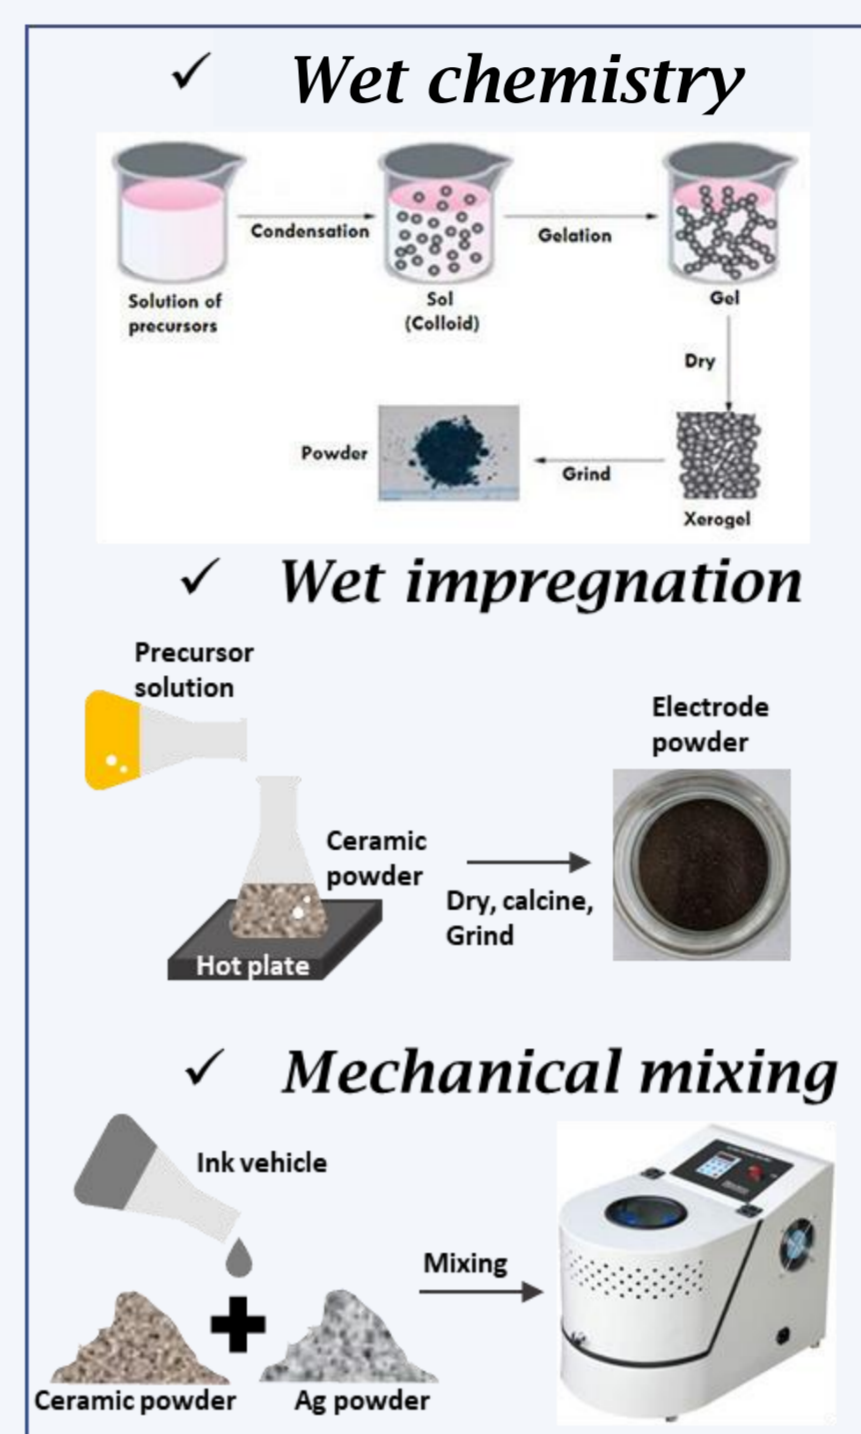 ✓ Wet chemistry
Condensation
Gelation
Solution of
precursors
Sol
(Colloid)
Gel
Dry
Powder
Grind
Xerogel
✓ Wet impregnation
Precursor
solution
Electrode
powder
Ceramic
powder
Dry, calcine,
Grind
Hot plate
✓ Mechanical mixing
Ink vehicle
Mixing
Ceramic powder
Ag powder